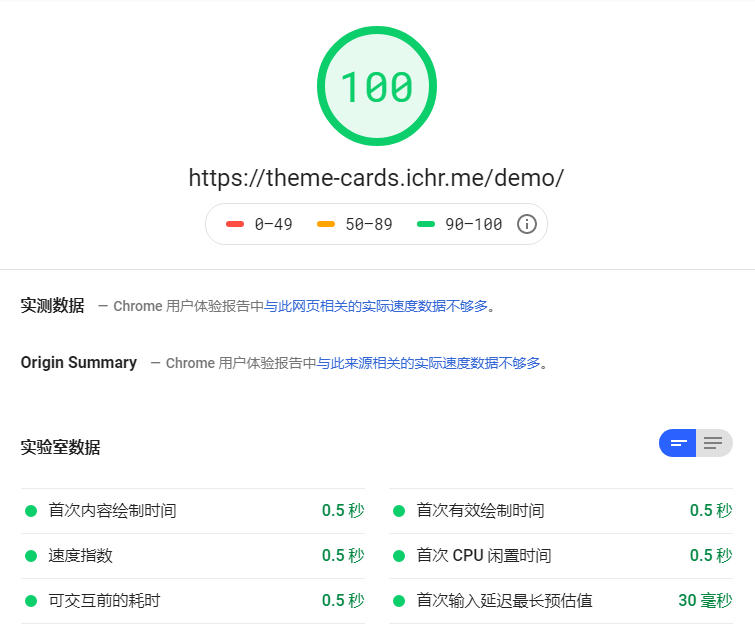 100
https://theme-cards.ichr.me/demo/
0–49 50–89 90–100
实测数据 — Chrome 用户体验报告中与此网页相关的实际速度数据不够多。
Origin Summary — Chrome 用户体验报告中与此来源相关的实际速度数据不够多。
实验室数据
首次内容绘制时间 0.5 秒 首次有效绘制时间 0.5 秒
速度指数 0.5 秒 首次 CPU 闲置时间 0.5 秒
可交互前的耗时 0.5 秒 首次输入延迟最长预估值 30 毫秒